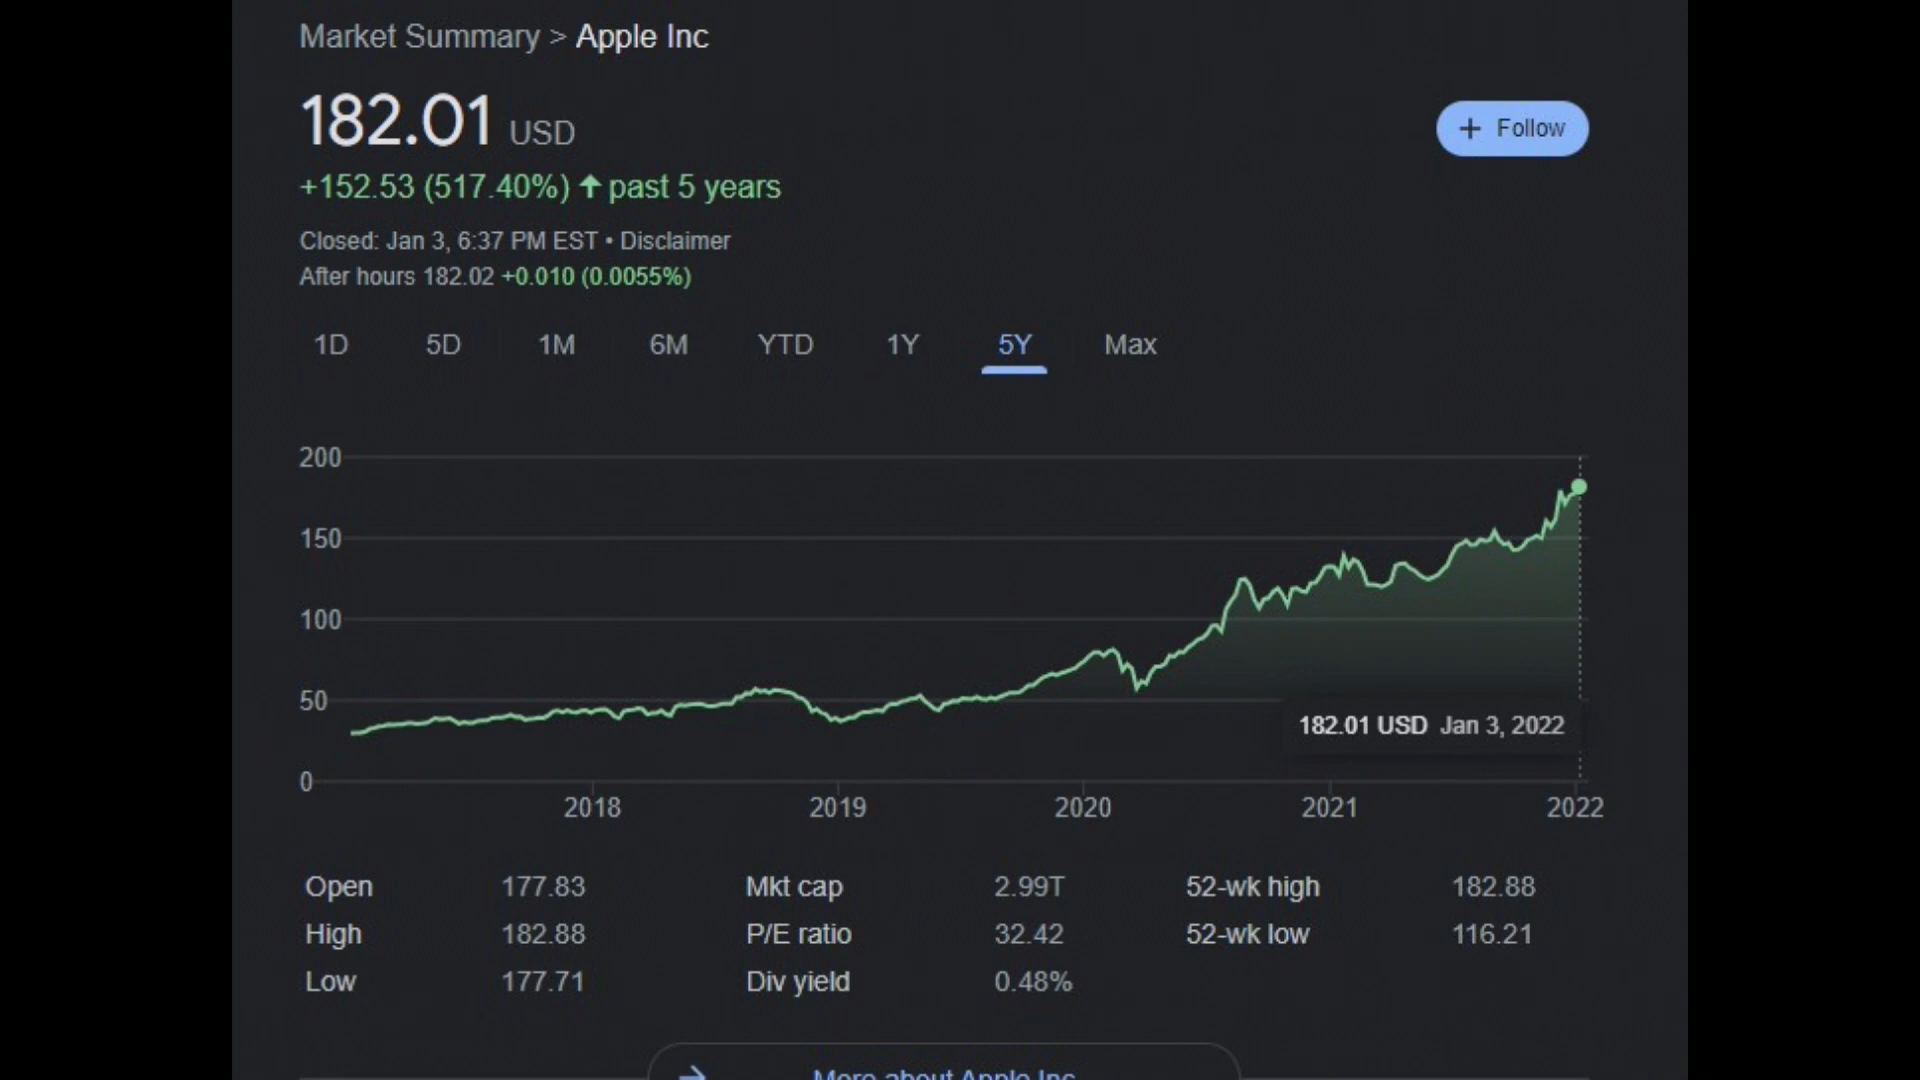 Market Summary > Apple Inc
182.01 USD
+ Follow
+152.53 (517.40%) ↑ past 5 years
Closed: Jan 3, 6:37 PM EST • Disclaimer
After hours 182.02 +0.010 (0.0055%)
1D 5D 1M 6M YTD 1Y 5Y Max
200
150
100
50
182.01 USD Jan 3, 2022
0
2018 2019 2020 2021 2022
Open 177.83 Mkt cap 2.99T 52-wk high 182.88
High 182.88 P/E ratio 32.42 52-wk low 116.21
Low 177.71 Div yield 0.48%
→ More about Apple Inc